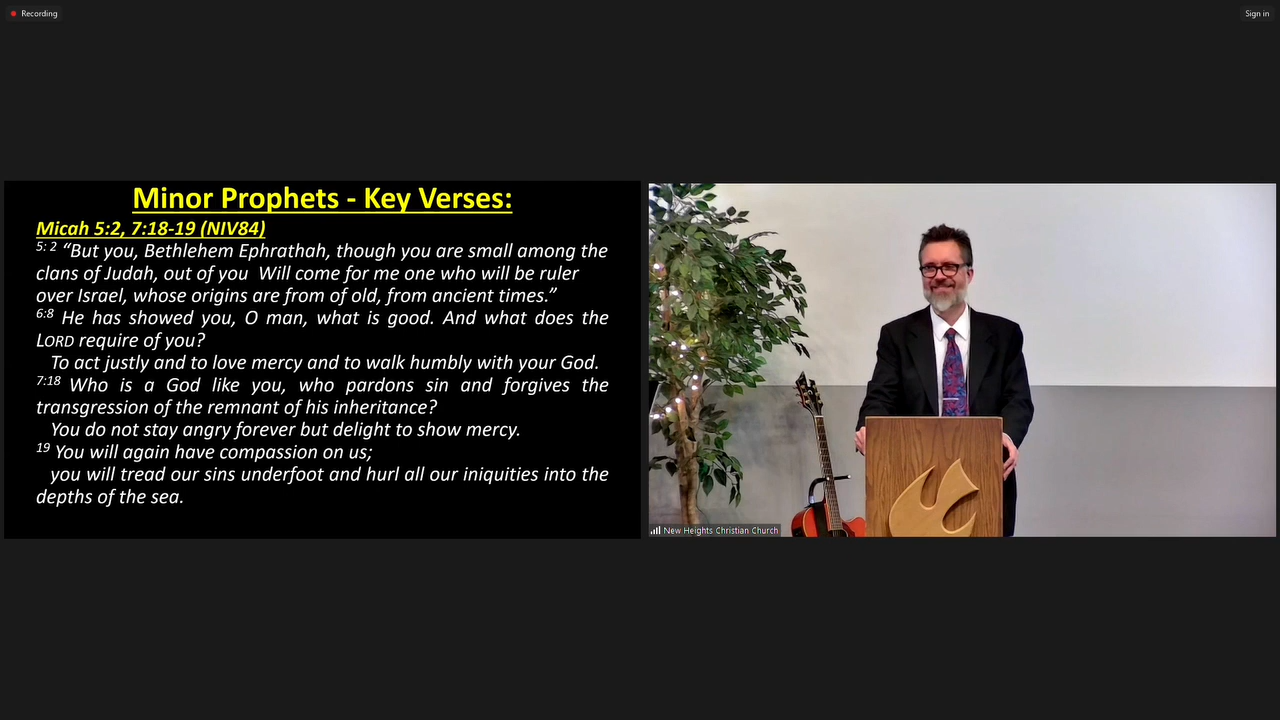 Recording
Sign in
Minor Prophets - Key Verses:
Micah 5:2, 7:18-19 (NIV84)
5: 2 “But you, Bethlehem Ephrathah, though you are small among the
clans of Judah, out of you  Will come for me one who will be ruler
over Israel, whose origins are from of old, from ancient times.”
6:8 He has showed you, O man, what is good. And what does the
LORD require of you?
To act justly and to love mercy and to walk humbly with your God.
7:18 Who is a God like you, who pardons sin and forgives the
transgression of the remnant of his inheritance?
You do not stay angry forever but delight to show mercy.
19 You will again have compassion on us;
you will tread our sins underfoot and hurl all our iniquities into the
depths of the sea.
New Heights Christian Church